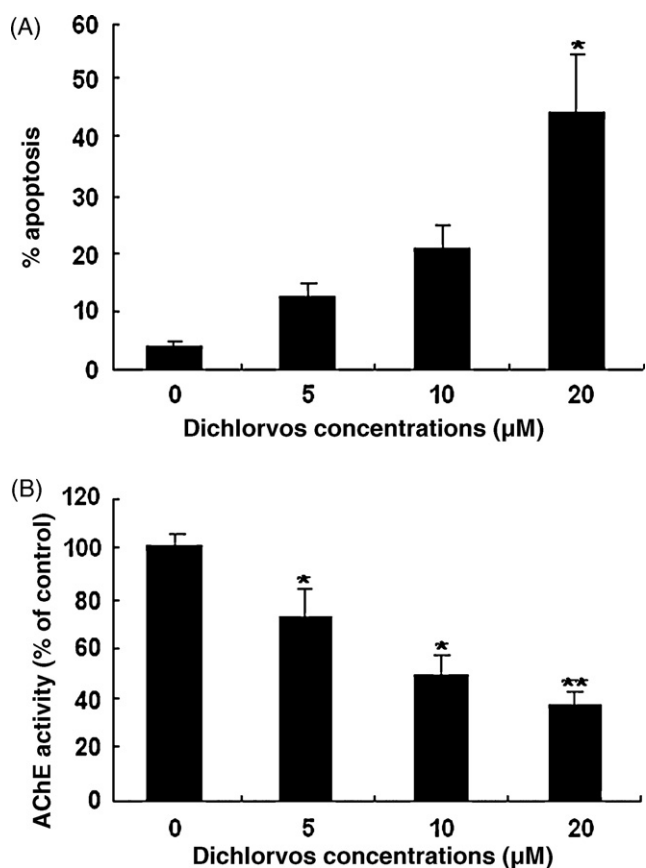 (A)
% apoptosis
60
50
40
30
20
10
0
*
0 5 10 20
Dichlorvos concentrations (µM)
(B)
AChE activity (% of control)
120
100
80
60
40
20
0
*
*
**
0 5 10 20
Dichlorvos concentrations (µM)